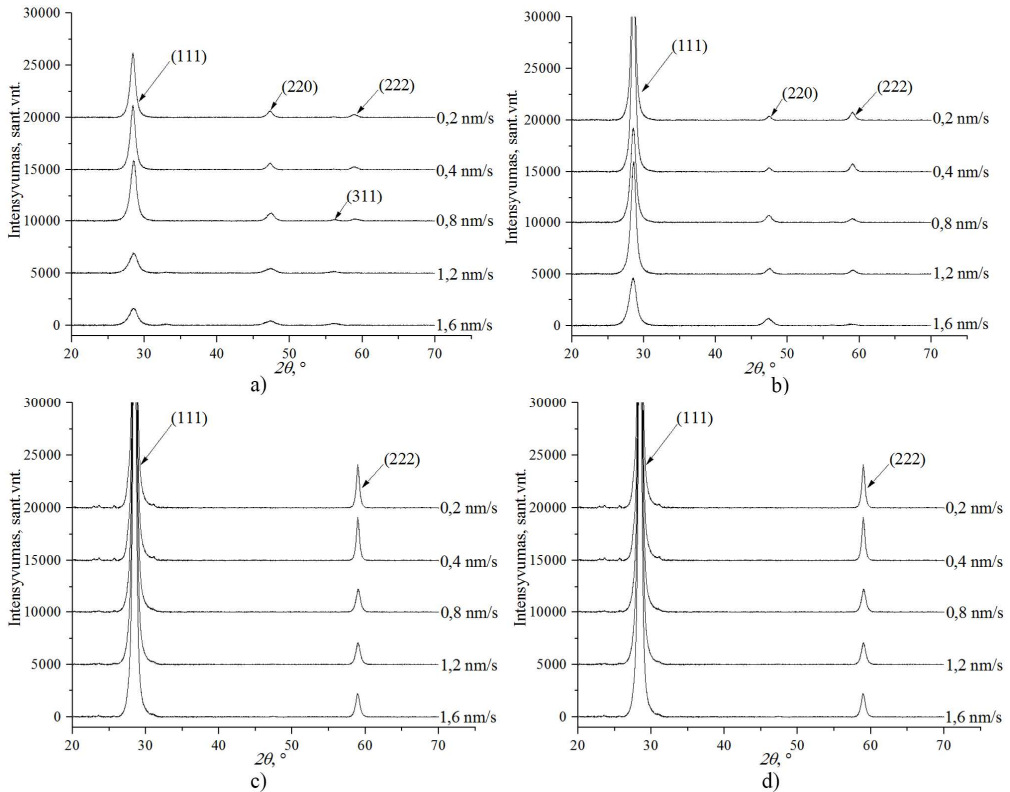 30000
25000
20000
15000
10000
5000
0
Intensyvumas, sant.vnt.
(111)
(220)
(222)
(311)
0,2 nm/s
0,4 nm/s
0,8 nm/s
1,2 nm/s
1,6 nm/s
20 30 40 50 60 70
2θ, °
a)
30000
25000
20000
15000
10000
5000
0
Intensyvumas, sant.vnt.
(111)
(220)
(222)
0,2 nm/s
0,4 nm/s
0,8 nm/s
1,2 nm/s
1,6 nm/s
20 30 40 50 60 70
2θ, °
b)
30000
25000
20000
15000
10000
5000
0
Intensyvumas, sant.vnt.
(111)
(222)
0,2 nm/s
0,4 nm/s
0,8 nm/s
1,2 nm/s
1,6 nm/s
20 30 40 50 60 70
2θ, °
c)
30000
25000
20000
15000
10000
5000
0
Intensyvumas, sant.vnt.
(111)
(222)
0,2 nm/s
0,4 nm/s
0,8 nm/s
1,2 nm/s
1,6 nm/s
20 30 40 50 60 70
2θ, °
d)